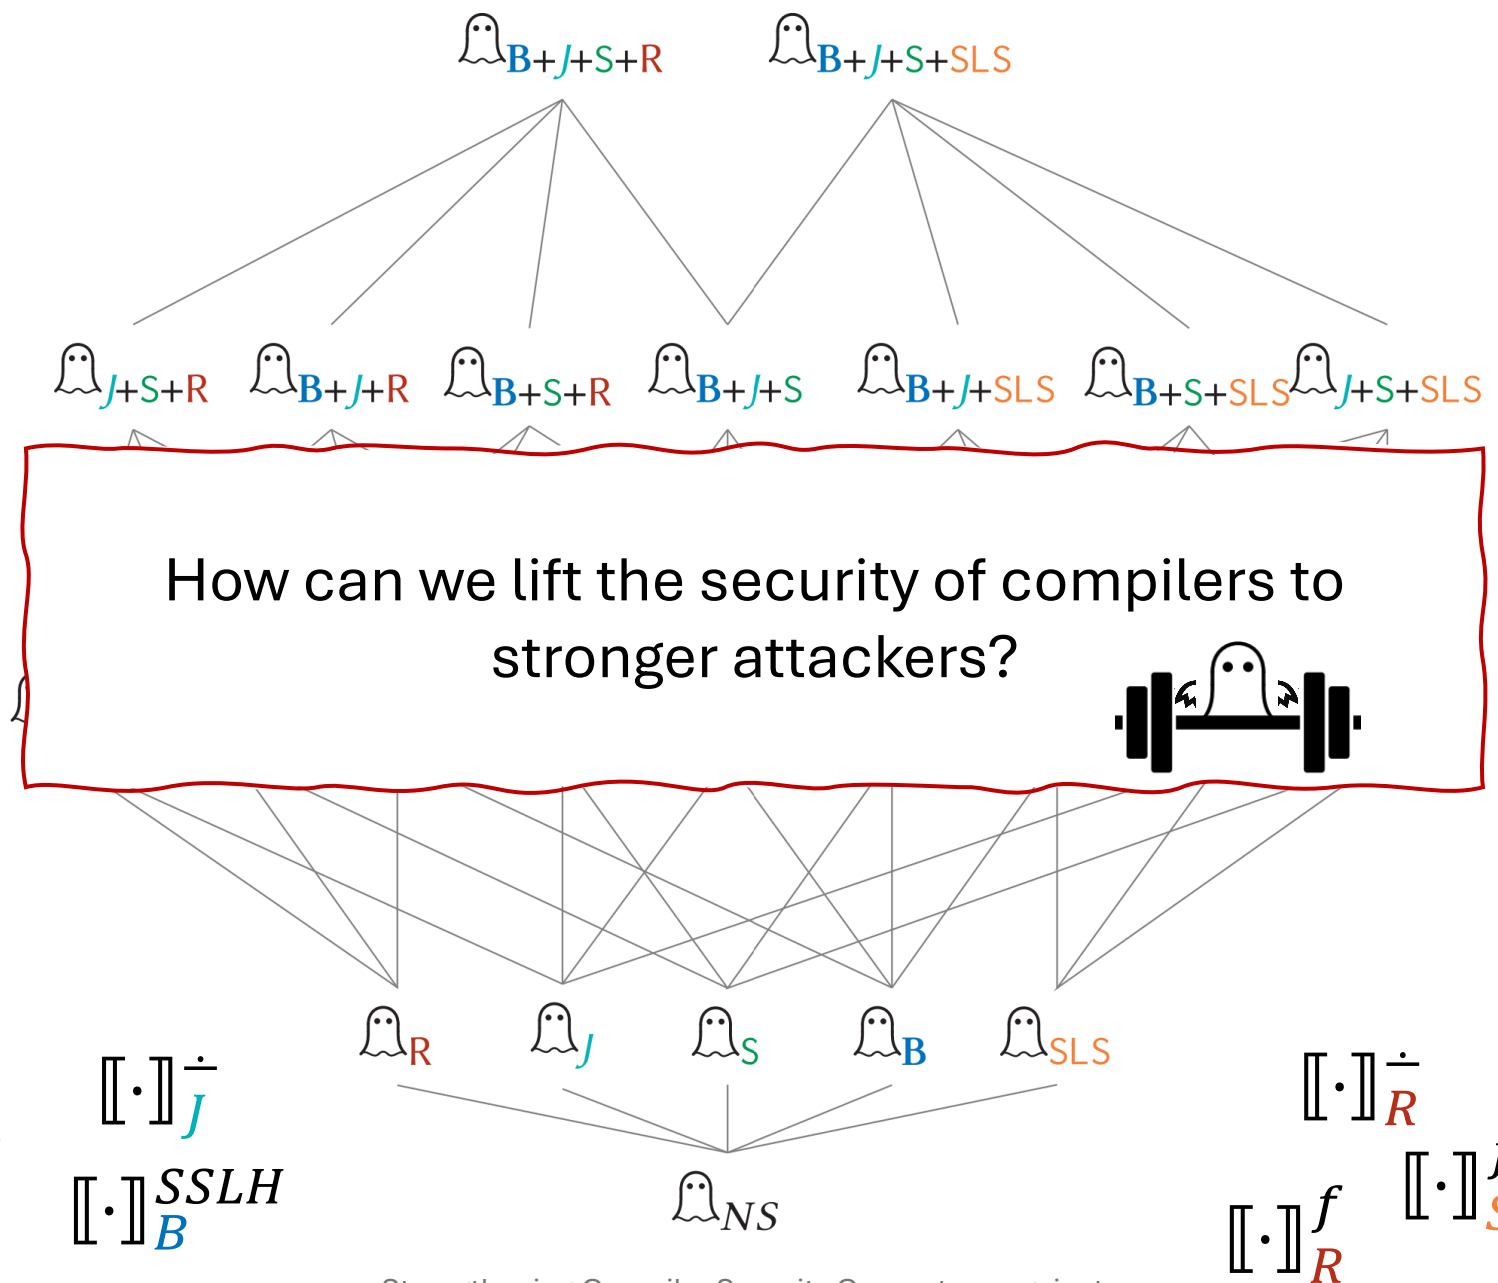 B+J+S+R B+J+S+SLS
J+S+R B+J+R B+S+R B+J+S B+J+SLS B+S+SLS J+S+SLS
How can we lift the security of compilers to
stronger attackers?
R J S B SLS
⟦·⟧∸J ⟦·⟧∸R
⟦·⟧SSLH B ⟦·⟧f R ⟦·⟧
NS